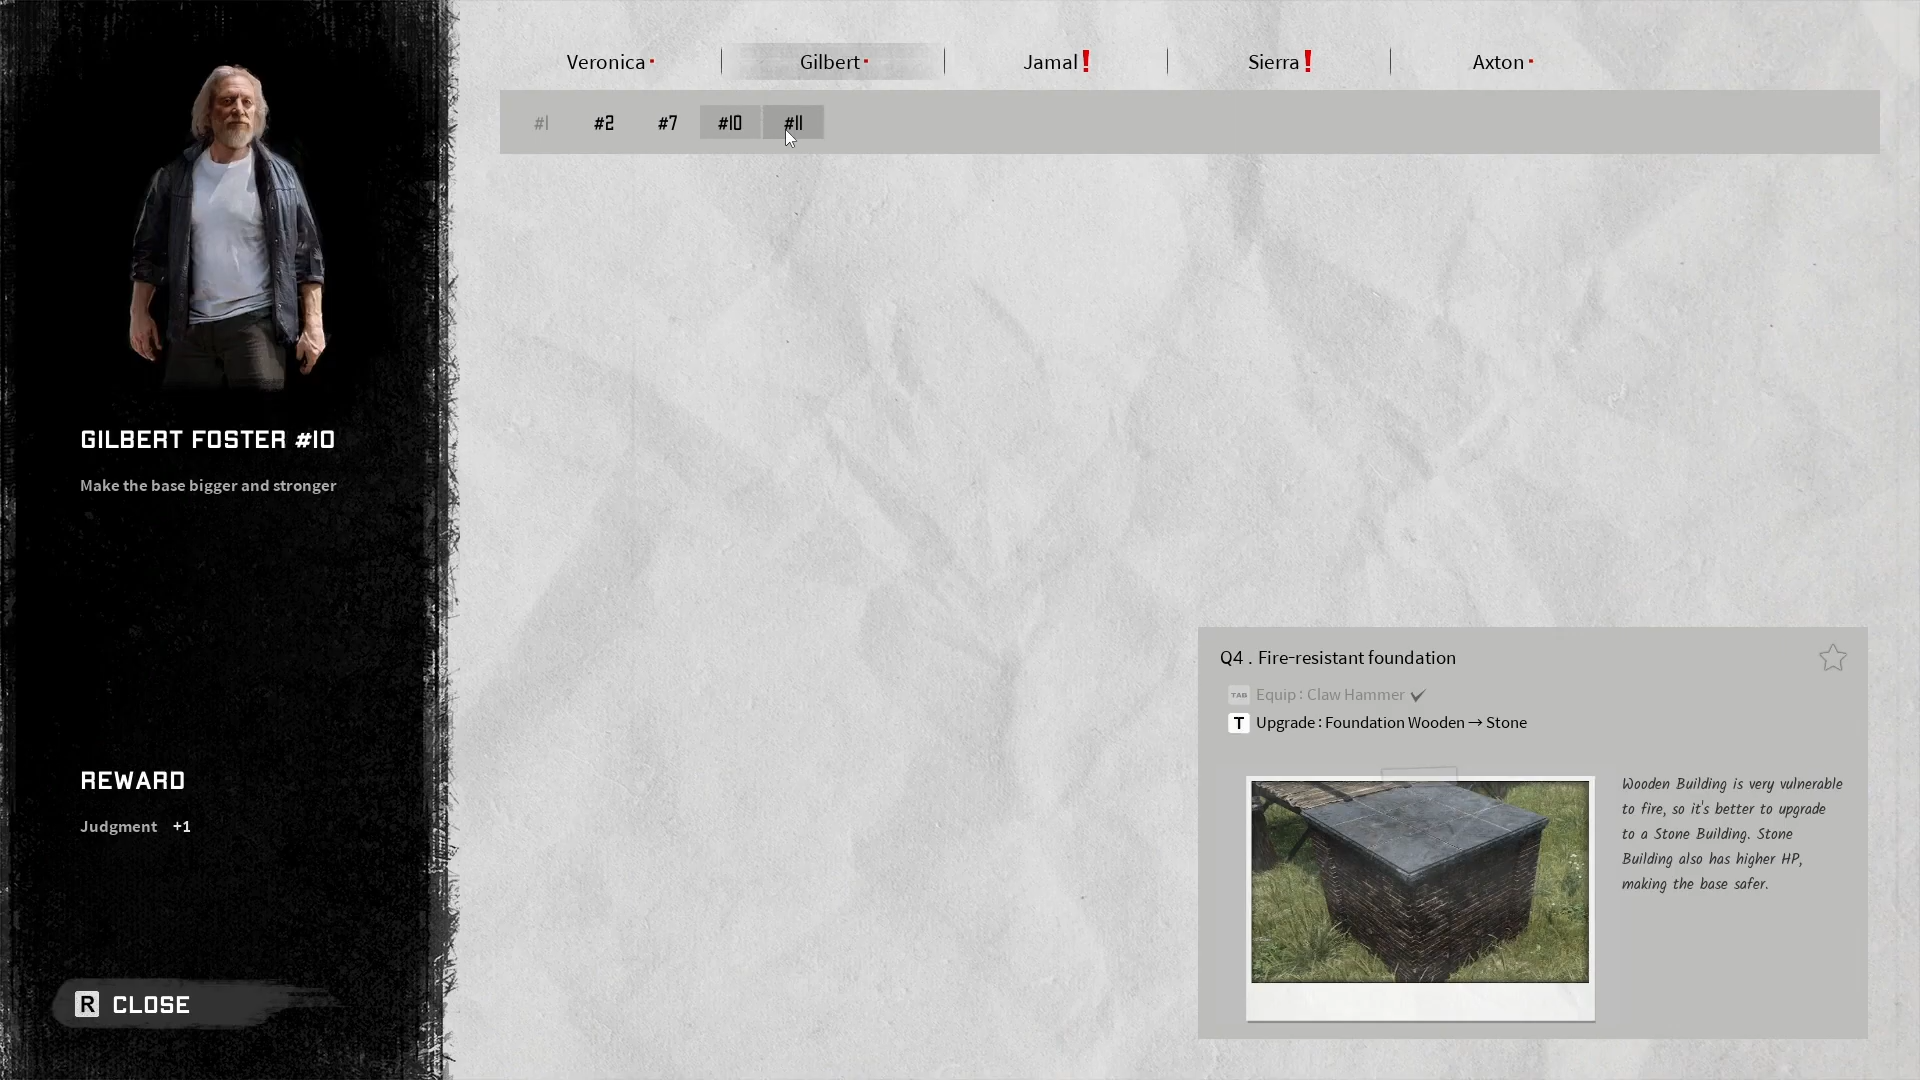 Veronica
Gilbert
Jamal!
Sierra!
Axton
#1
#2
#7
#10
#11
GILBERT FOSTER #10
Make the base bigger and stronger
REWARD
Judgment +1
R CLOSE
Q4 . Fire-resistant foundation
TAB Equip : Claw Hammer ✓
T Upgrade : Foundation Wooden → Stone
Wooden Building is very vulnerable
to fire, so it's better to upgrade
to a Stone Building. Stone
Building also has higher HP,
making the base safer.